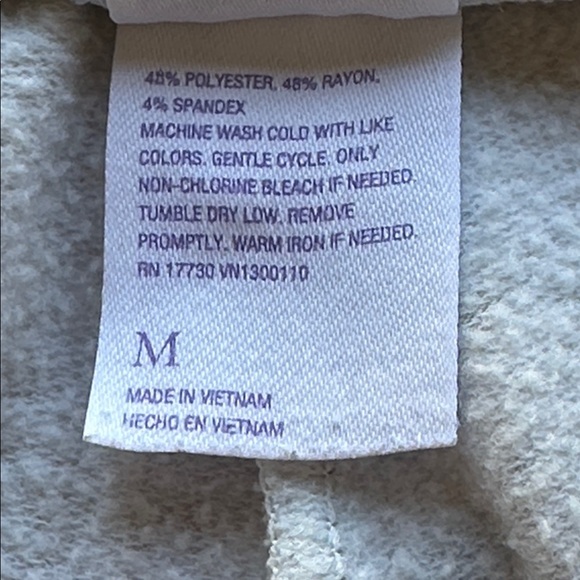 48% POLYESTER, 48% RAYON,
4% SPANDEX
MACHINE WASH COLD WITH LIKE
COLORS. GENTLE CYCLE. ONLY
NON-CHLORINE BLEACH IF NEEDED.
TUMBLE DRY LOW. REMOVE
PROMPTLY. WARM IRON IF NEEDED.
RN 17730 VN1300110
M
MADE IN VIETNAM
HECHO EN VIETNAM